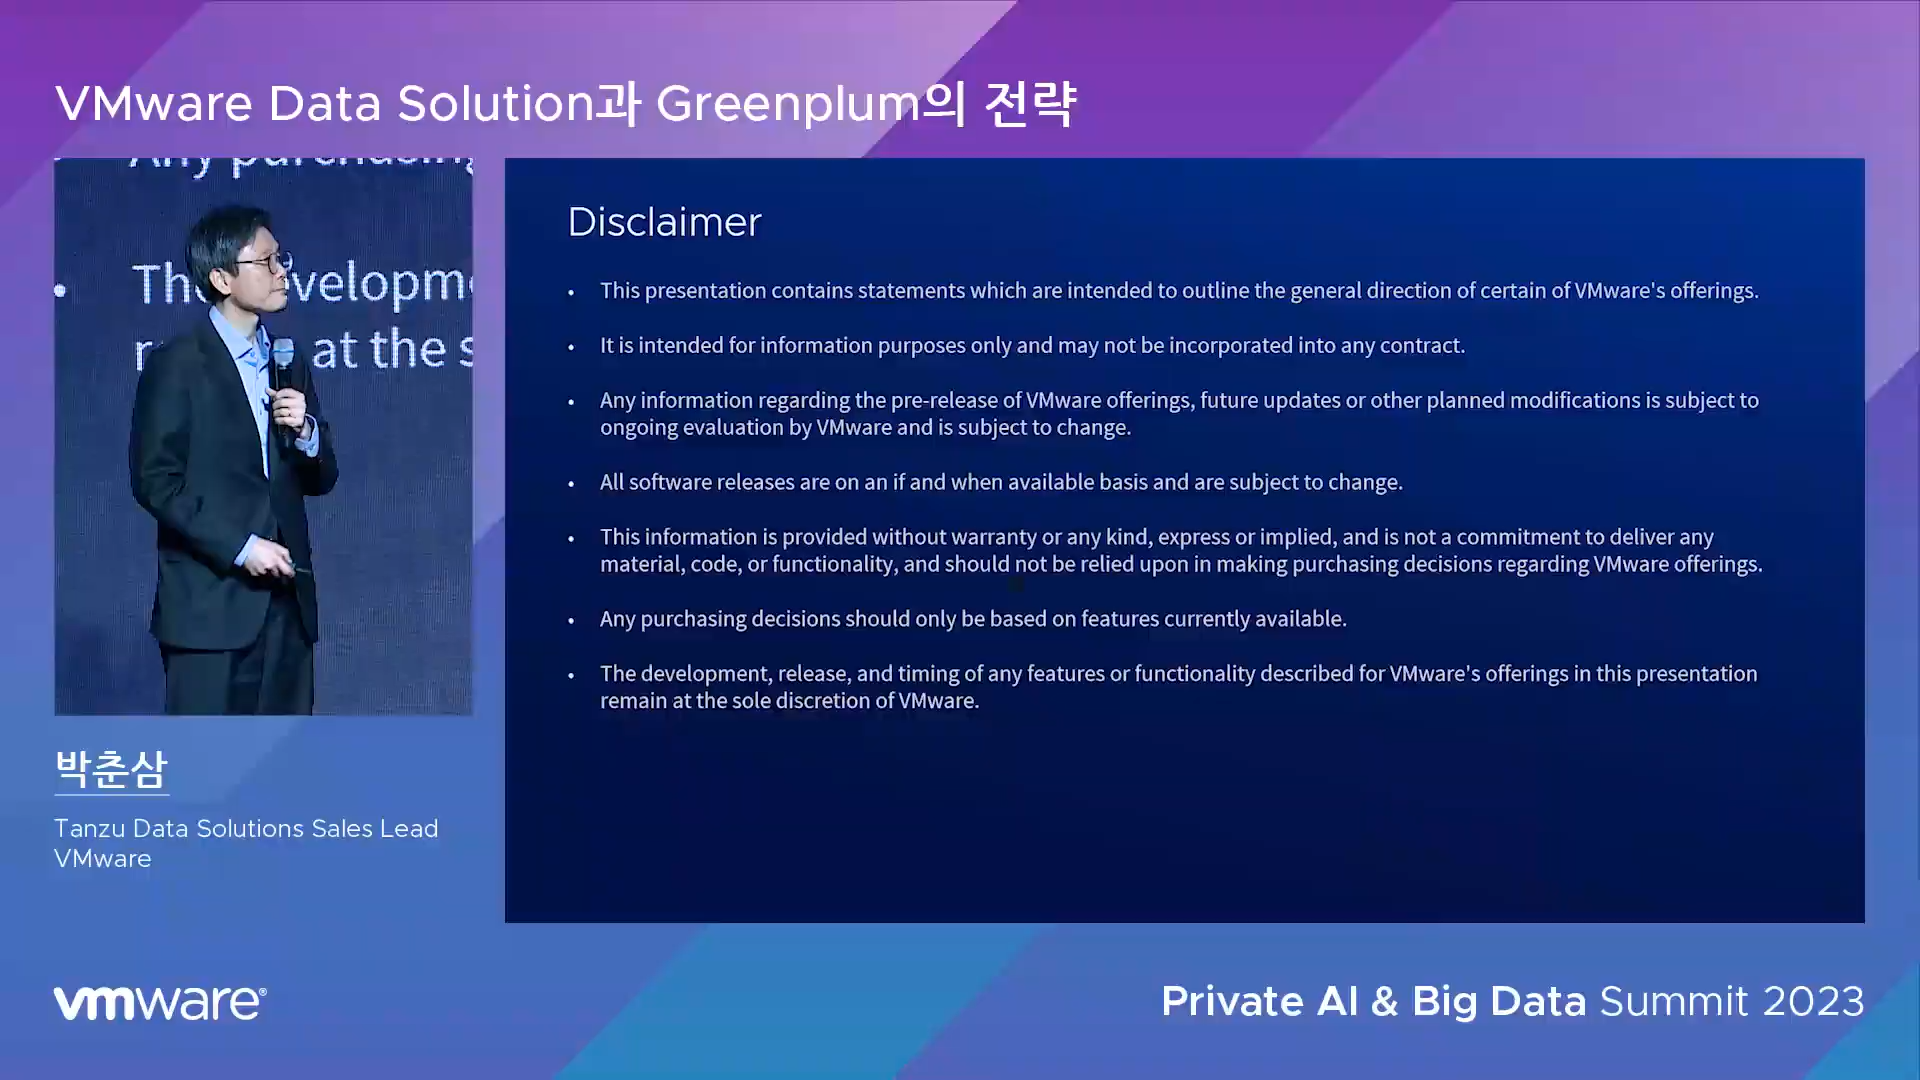 VMware Data Solution과 Greenplum의 전략
Any purchasing
The development
at the s
박춘삼
Tanzu Data Solutions Sales Lead
VMware
Disclaimer
• This presentation contains statements which are intended to outline the general direction of certain of VMware's offerings.
• It is intended for information purposes only and may not be incorporated into any contract.
• Any information regarding the pre-release of VMware offerings, future updates or other planned modifications is subject to
ongoing evaluation by VMware and is subject to change.
• All software releases are on an if and when available basis and are subject to change.
• This information is provided without warranty or any kind, express or implied, and is not a commitment to deliver any
material, code, or functionality, and should not be relied upon in making purchasing decisions regarding VMware offerings.
• Any purchasing decisions should only be based on features currently available.
• The development, release, and timing of any features or functionality described for VMware's offerings in this presentation
remain at the sole discretion of VMware.
vmware®
Private AI & Big Data Summit 2023